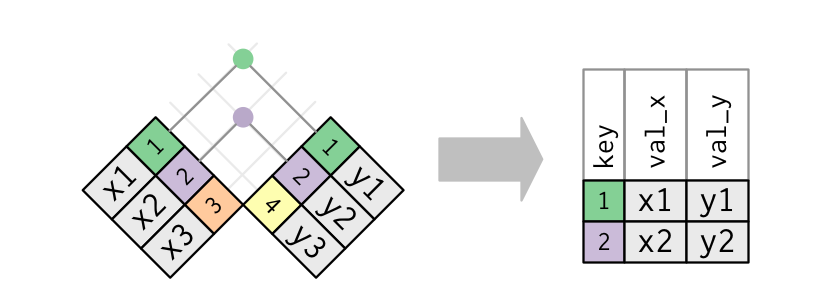 1 1
x1 2 2 y1
x2 3 4 y2
x3 y3
key val_x val_y
1 x1 y1
2 x2 y2